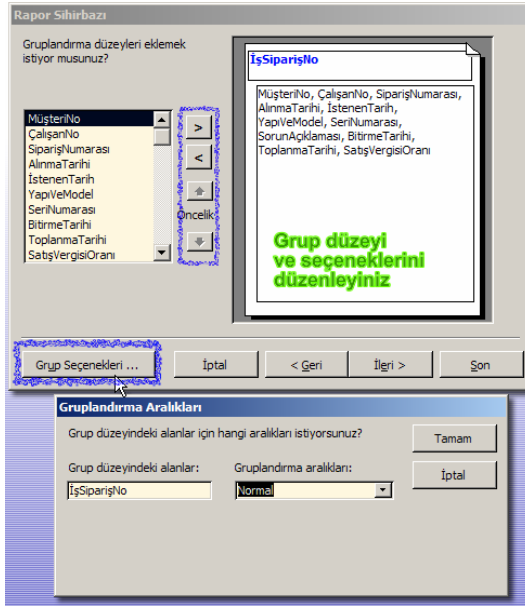 Rapor Sihirbazı
Gruplandırma düzeyleri eklemek
istiyor musunuz?
MüşteriNo
ÇalışanNo
SiparişNumarası
AlınmaTarihi
İstenenTarih
YapıVeModel
SeriNumarası
BitirmeTarihi
ToplanmaTarihi
SatışVergisiOranı
>
<
Öncelik
İşSiparişNo
MüşteriNo, ÇalışanNo, SiparişNumarası,
AlınmaTarihi, İstenenTarih,
YapıVeModel, SeriNumarası,
SorunAçıklaması, BitirmeTarihi,
ToplanmaTarihi, SatışVergisiOranı
Grup düzeyi
ve seçeneklerini
düzenleyiniz
Grup Seçenekleri ...
İptal
< Geri
İleri >
Son
Gruplandırma Aralıkları
Grup düzeyindeki alanlar için hangi aralıkları istiyorsunuz?
Tamam
Grup düzeyindeki alanlar:
Gruplandırma aralıkları:
İptal
İşSiparişNo
Normal